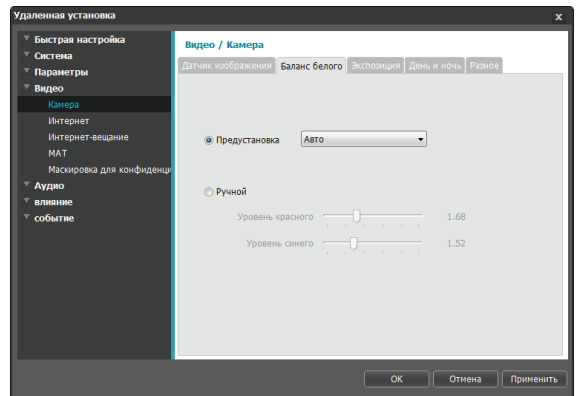 Удаленная установка
x
Быстрая настройка
Система
Параметры
Видео
Камера
Интернет
Интернет-вещание
MAT
Маскировка для конфиденци
Аудио
влияние
событие
Видео / Камера
Датчик изображения Баланс белого Экспозиция День и ночь Разное
Предустановка Авто
Ручной
Уровень красного 1.68
Уровень синего 1.52
OK Отмена Применить